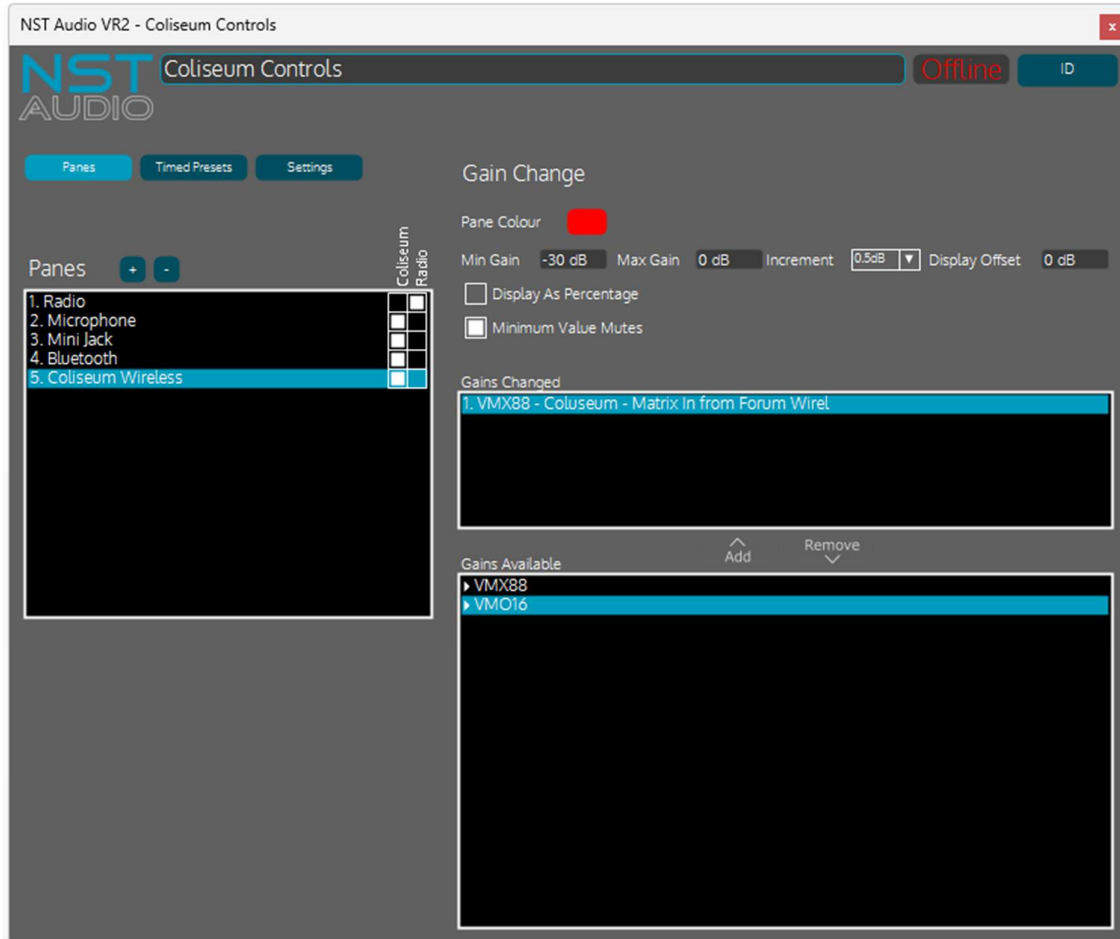 NST Audio VR2 - Coliseum Controls
x
NST
AUDIO
Coliseum Controls
Offline
ID
Panes
Timed Presets
Settings
Gain Change
Pane Colour
Min Gain -30 dB Max Gain 0 dB Increment 0.5dB Display Offset 0 dB
Display As Percentage
Minimum Value Mutes
Panes + -
Coliseum
Radio
1. Radio
2. Microphone
3. Mini Jack
4. Bluetooth
5. Coliseum Wireless
Gains Changed
1. VMX88 - Coluseum - Matrix In from Forum Wirel
Add
Remove
Gains Available
VMX88
VMO16